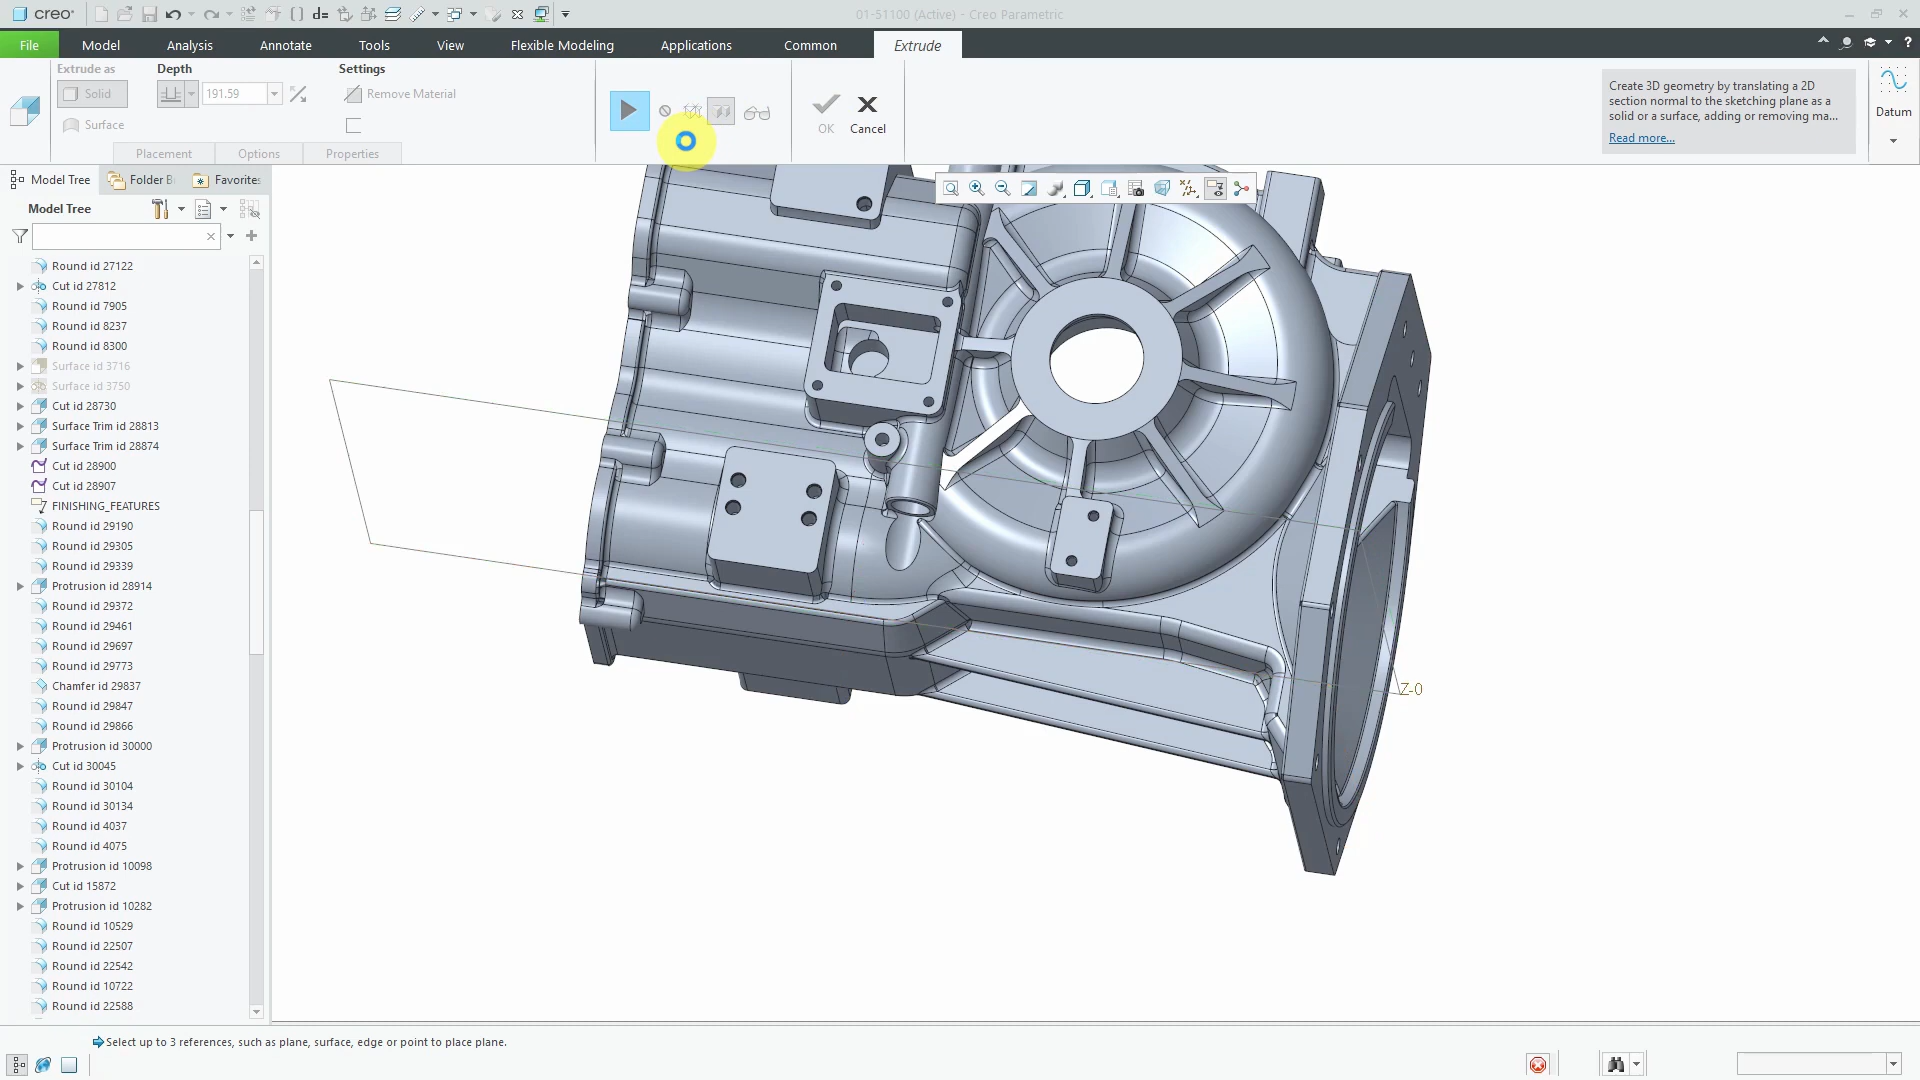 creo
d=
01-51100 (Active) - Creo Parametric
File
Model
Analysis
Annotate
Tools
View
Flexible Modeling
Applications
Common
Extrude
?
Extrude as
Depth
Settings
Solid
191.59
Remove Material
Surface
OK
Cancel
Placement
Options
Properties
Create 3D geometry by translating a 2D
section normal to the sketching plane as a
solid or a surface, adding or removing ma...
Read more...
Datum
Model Tree
Folder B
Favorites
Model Tree
Round id 27122
Cut id 27812
Round id 7905
Round id 8237
Round id 8300
Surface id 3716
Surface id 3750
Cut id 28730
Surface Trim id 28813
Surface Trim id 28874
Cut id 28900
Cut id 28907
FINISHING_FEATURES
Round id 29190
Round id 29305
Round id 29339
Protrusion id 28914
Round id 29372
Round id 29461
Round id 29697
Round id 29773
Chamfer id 29837
Round id 29847
Round id 29866
Protrusion id 30000
Cut id 30045
Round id 30104
Round id 30134
Round id 4037
Round id 4075
Protrusion id 10098
Cut id 15872
Protrusion id 10282
Round id 10529
Round id 22507
Round id 22542
Round id 10722
Round id 22588
Z-0
Select up to 3 references, such as plane, surface, edge or point to place plane.